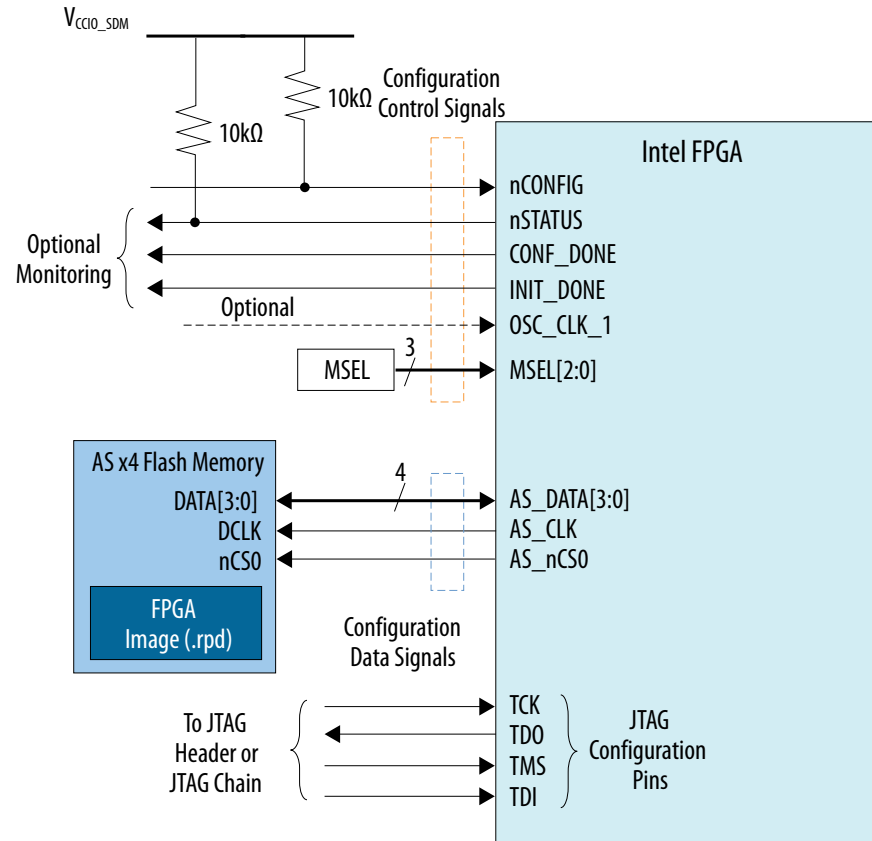 VCCIO_SDM
10kΩ
10kΩ
Configuration
Control Signals
Intel FPGA
nCONFIG
nSTATUS
CONF_DONE
INIT_DONE
OSC_CLK_1
MSEL[2:0]
Optional
Monitoring
Optional
MSEL
3
AS x4 Flash Memory
DATA[3:0]
DCLK
nCS0
FPGA
Image (.rpd)
4
AS_DATA[3:0]
AS_CLK
AS_nCS0
Configuration
Data Signals
To JTAG
Header or
JTAG Chain
TCK
TDO
TMS
TDI
JTAG
Configuration
Pins